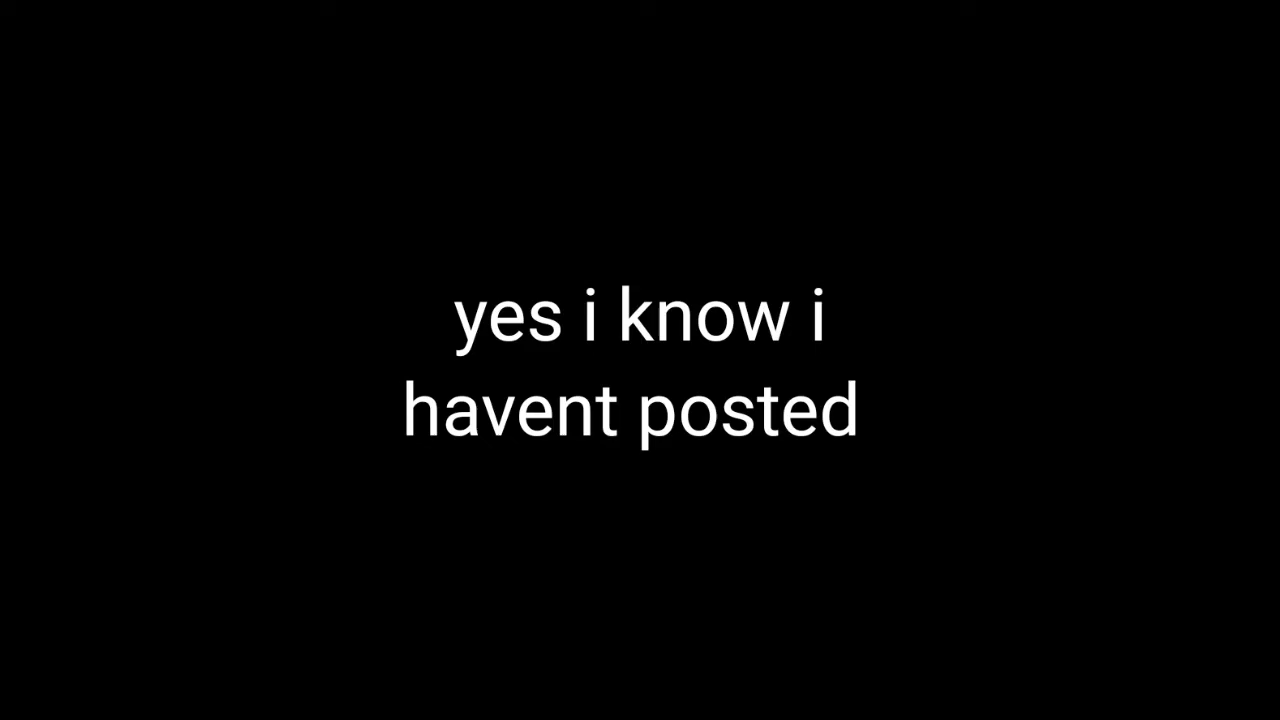 yes i know i
havent posted